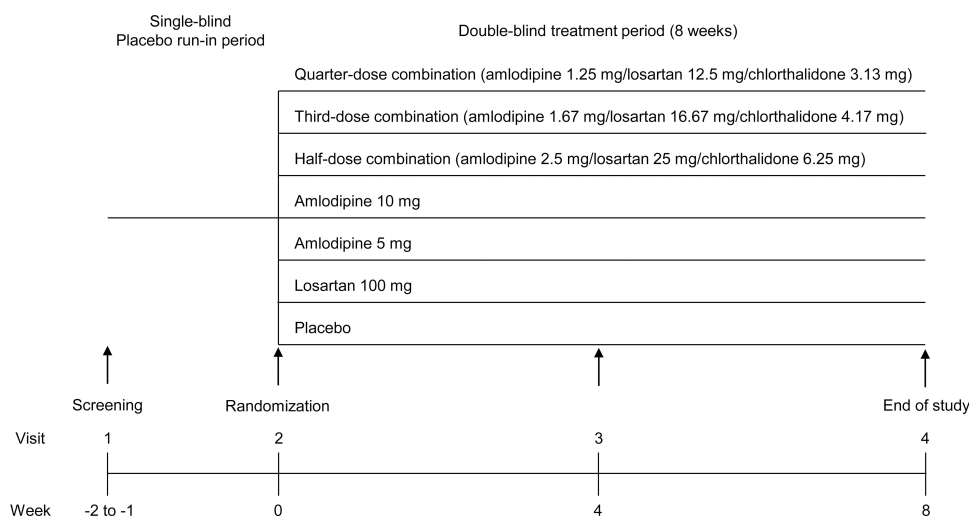 Single-blind
Placebo run-in period
Double-blind treatment period (8 weeks)
Quarter-dose combination (amlodipine 1.25 mg/losartan 12.5 mg/chlorthalidone 3.13 mg)
Third-dose combination (amlodipine 1.67 mg/losartan 16.67 mg/chlorthalidone 4.17 mg)
Half-dose combination (amlodipine 2.5 mg/losartan 25 mg/chlorthalidone 6.25 mg)
Amlodipine 10 mg
Amlodipine 5 mg
Losartan 100 mg
Placebo
Screening Randomization End of study
Visit 1 2 3 4
Week -2 to -1 0 4 8